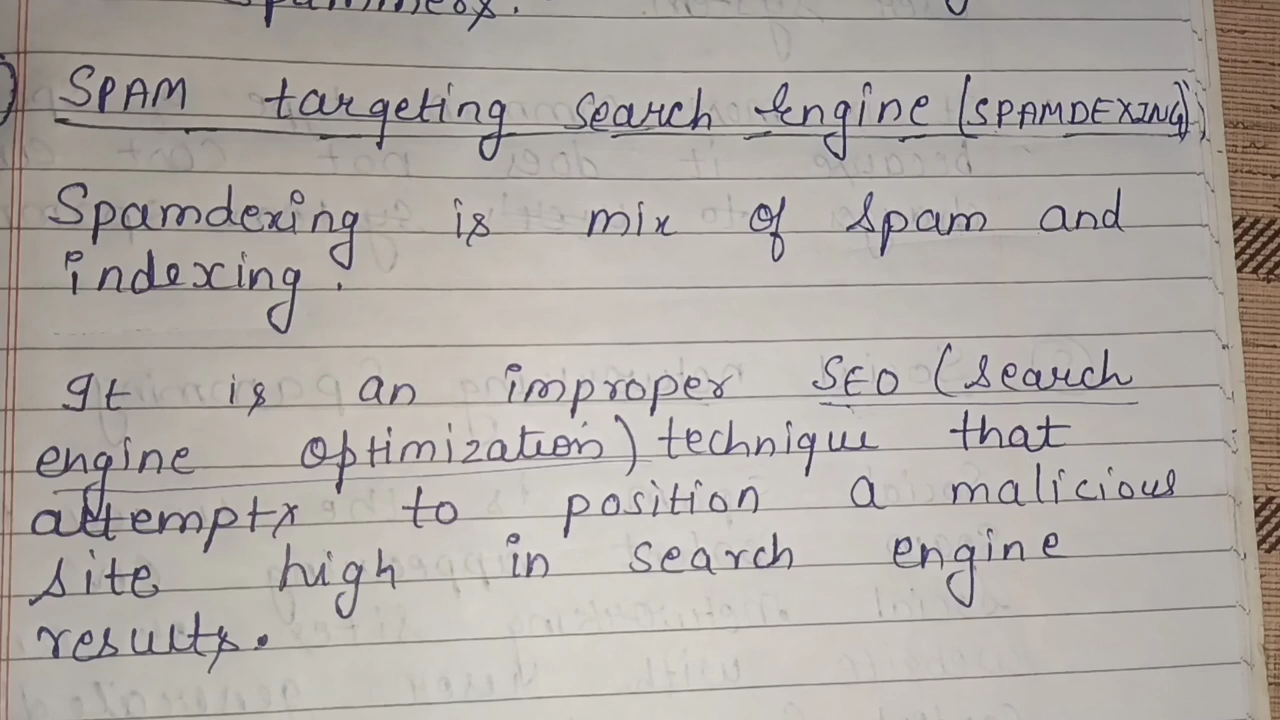 SPAM targeting search engine (SPAMDEXING)
Spamdexing is mix of spam and
indexing.
It is an improper SEO (search
engine optimization) technique that
attempts to position a malicious
site high in search engine
results.